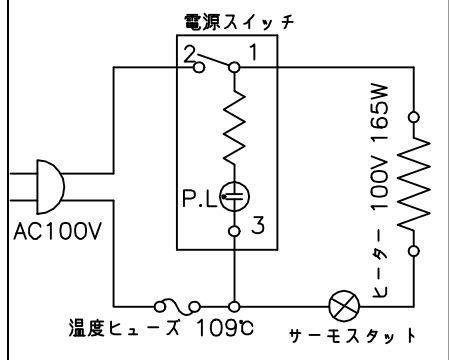 電源スイッチ
2
1
P.L
3
AC100V
ヒーター 100V 165W
温度ヒューズ 109℃
サーモスタット